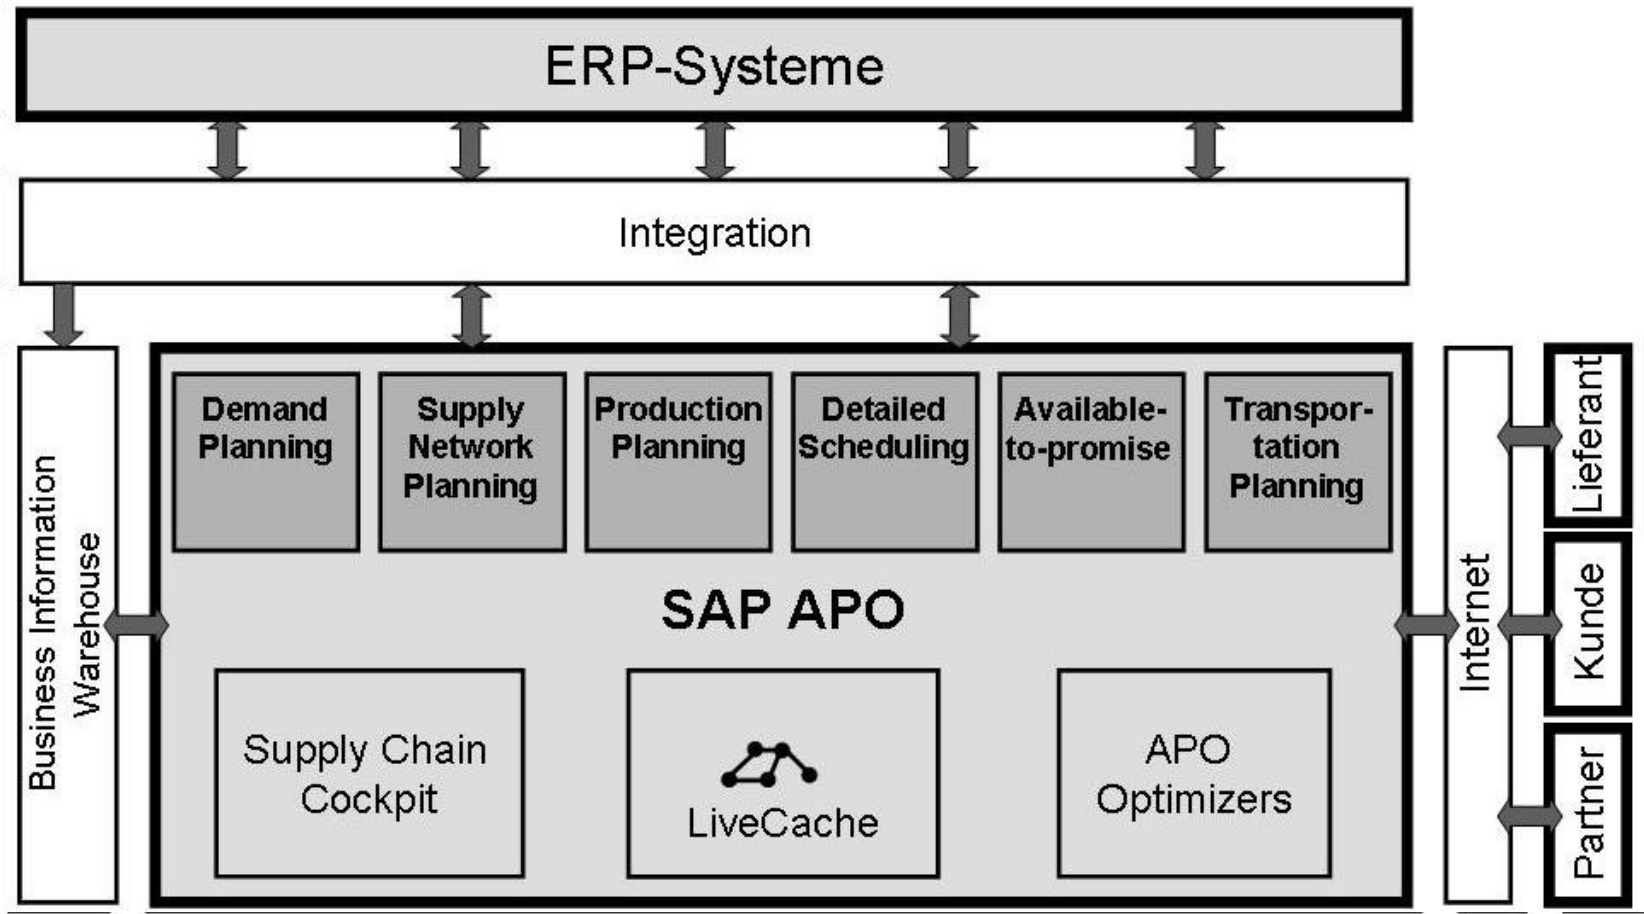 ERP-Systeme
Integration
Business Information
Warehouse
Demand
Planning
Supply
Network
Planning
Production
Planning
Detailed
Scheduling
Available-
to-promise
Transpor-
tation
Planning
SAP APO
Supply Chain
Cockpit
LiveCache
APO
Optimizers
Internet
Lieferant
Kunde
Partner